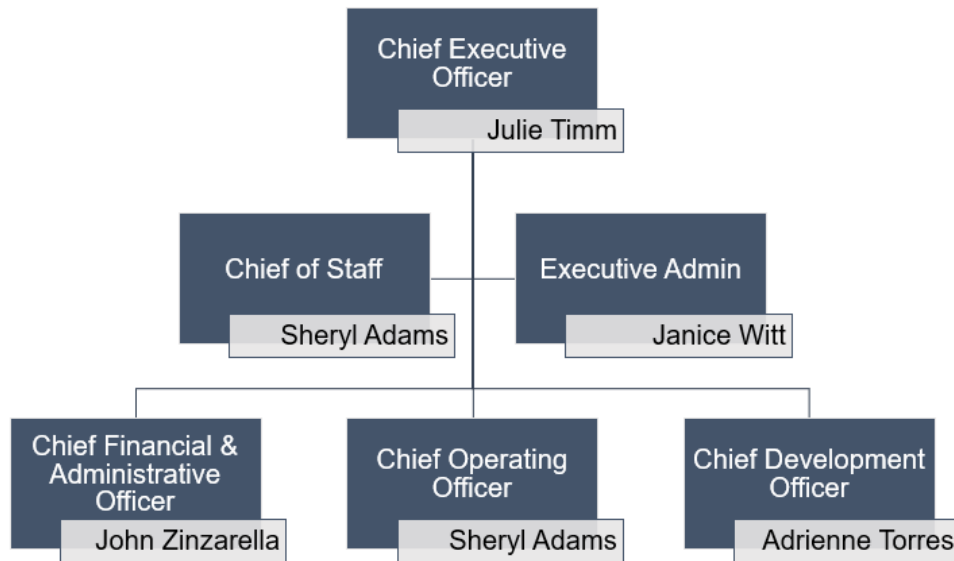 Chief Executive
Officer
Julie Timm
Chief of Staff
Sheryl Adams
Executive Admin
Janice Witt
Chief Financial &
Administrative
Officer
John Zinzarella
Chief Operating
Officer
Sheryl Adams
Chief Development
Officer
Adrienne Torres